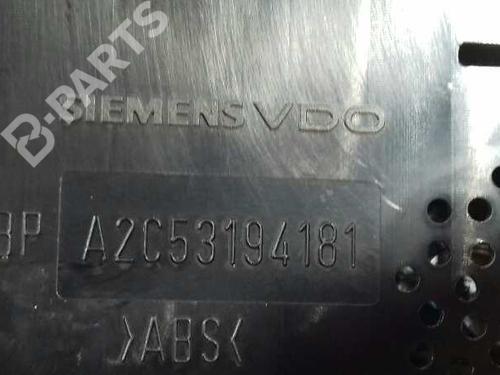 B-PARTS
SIEMENS VDO
BP A2C53194181
>ABS<